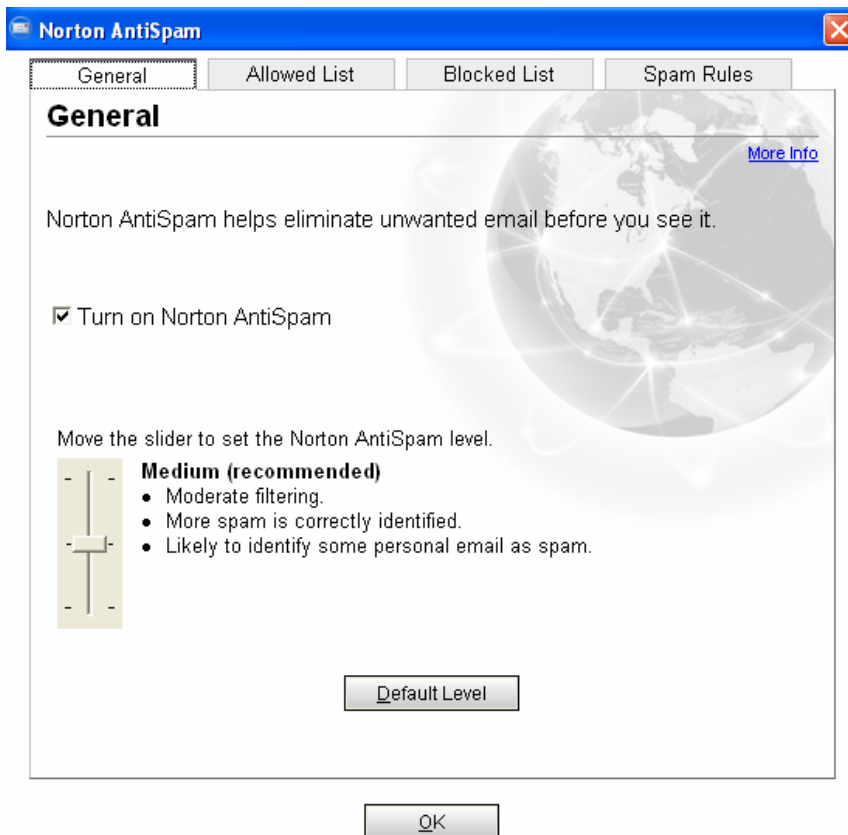 Norton AntiSpam
General
Allowed List
Blocked List
Spam Rules
General
More Info
Norton AntiSpam helps eliminate unwanted email before you see it.
Turn on Norton AntiSpam
Move the slider to set the Norton AntiSpam level.
Medium (recommended)
• Moderate filtering.
• More spam is correctly identified.
• Likely to identify some personal email as spam.
Default Level
OK